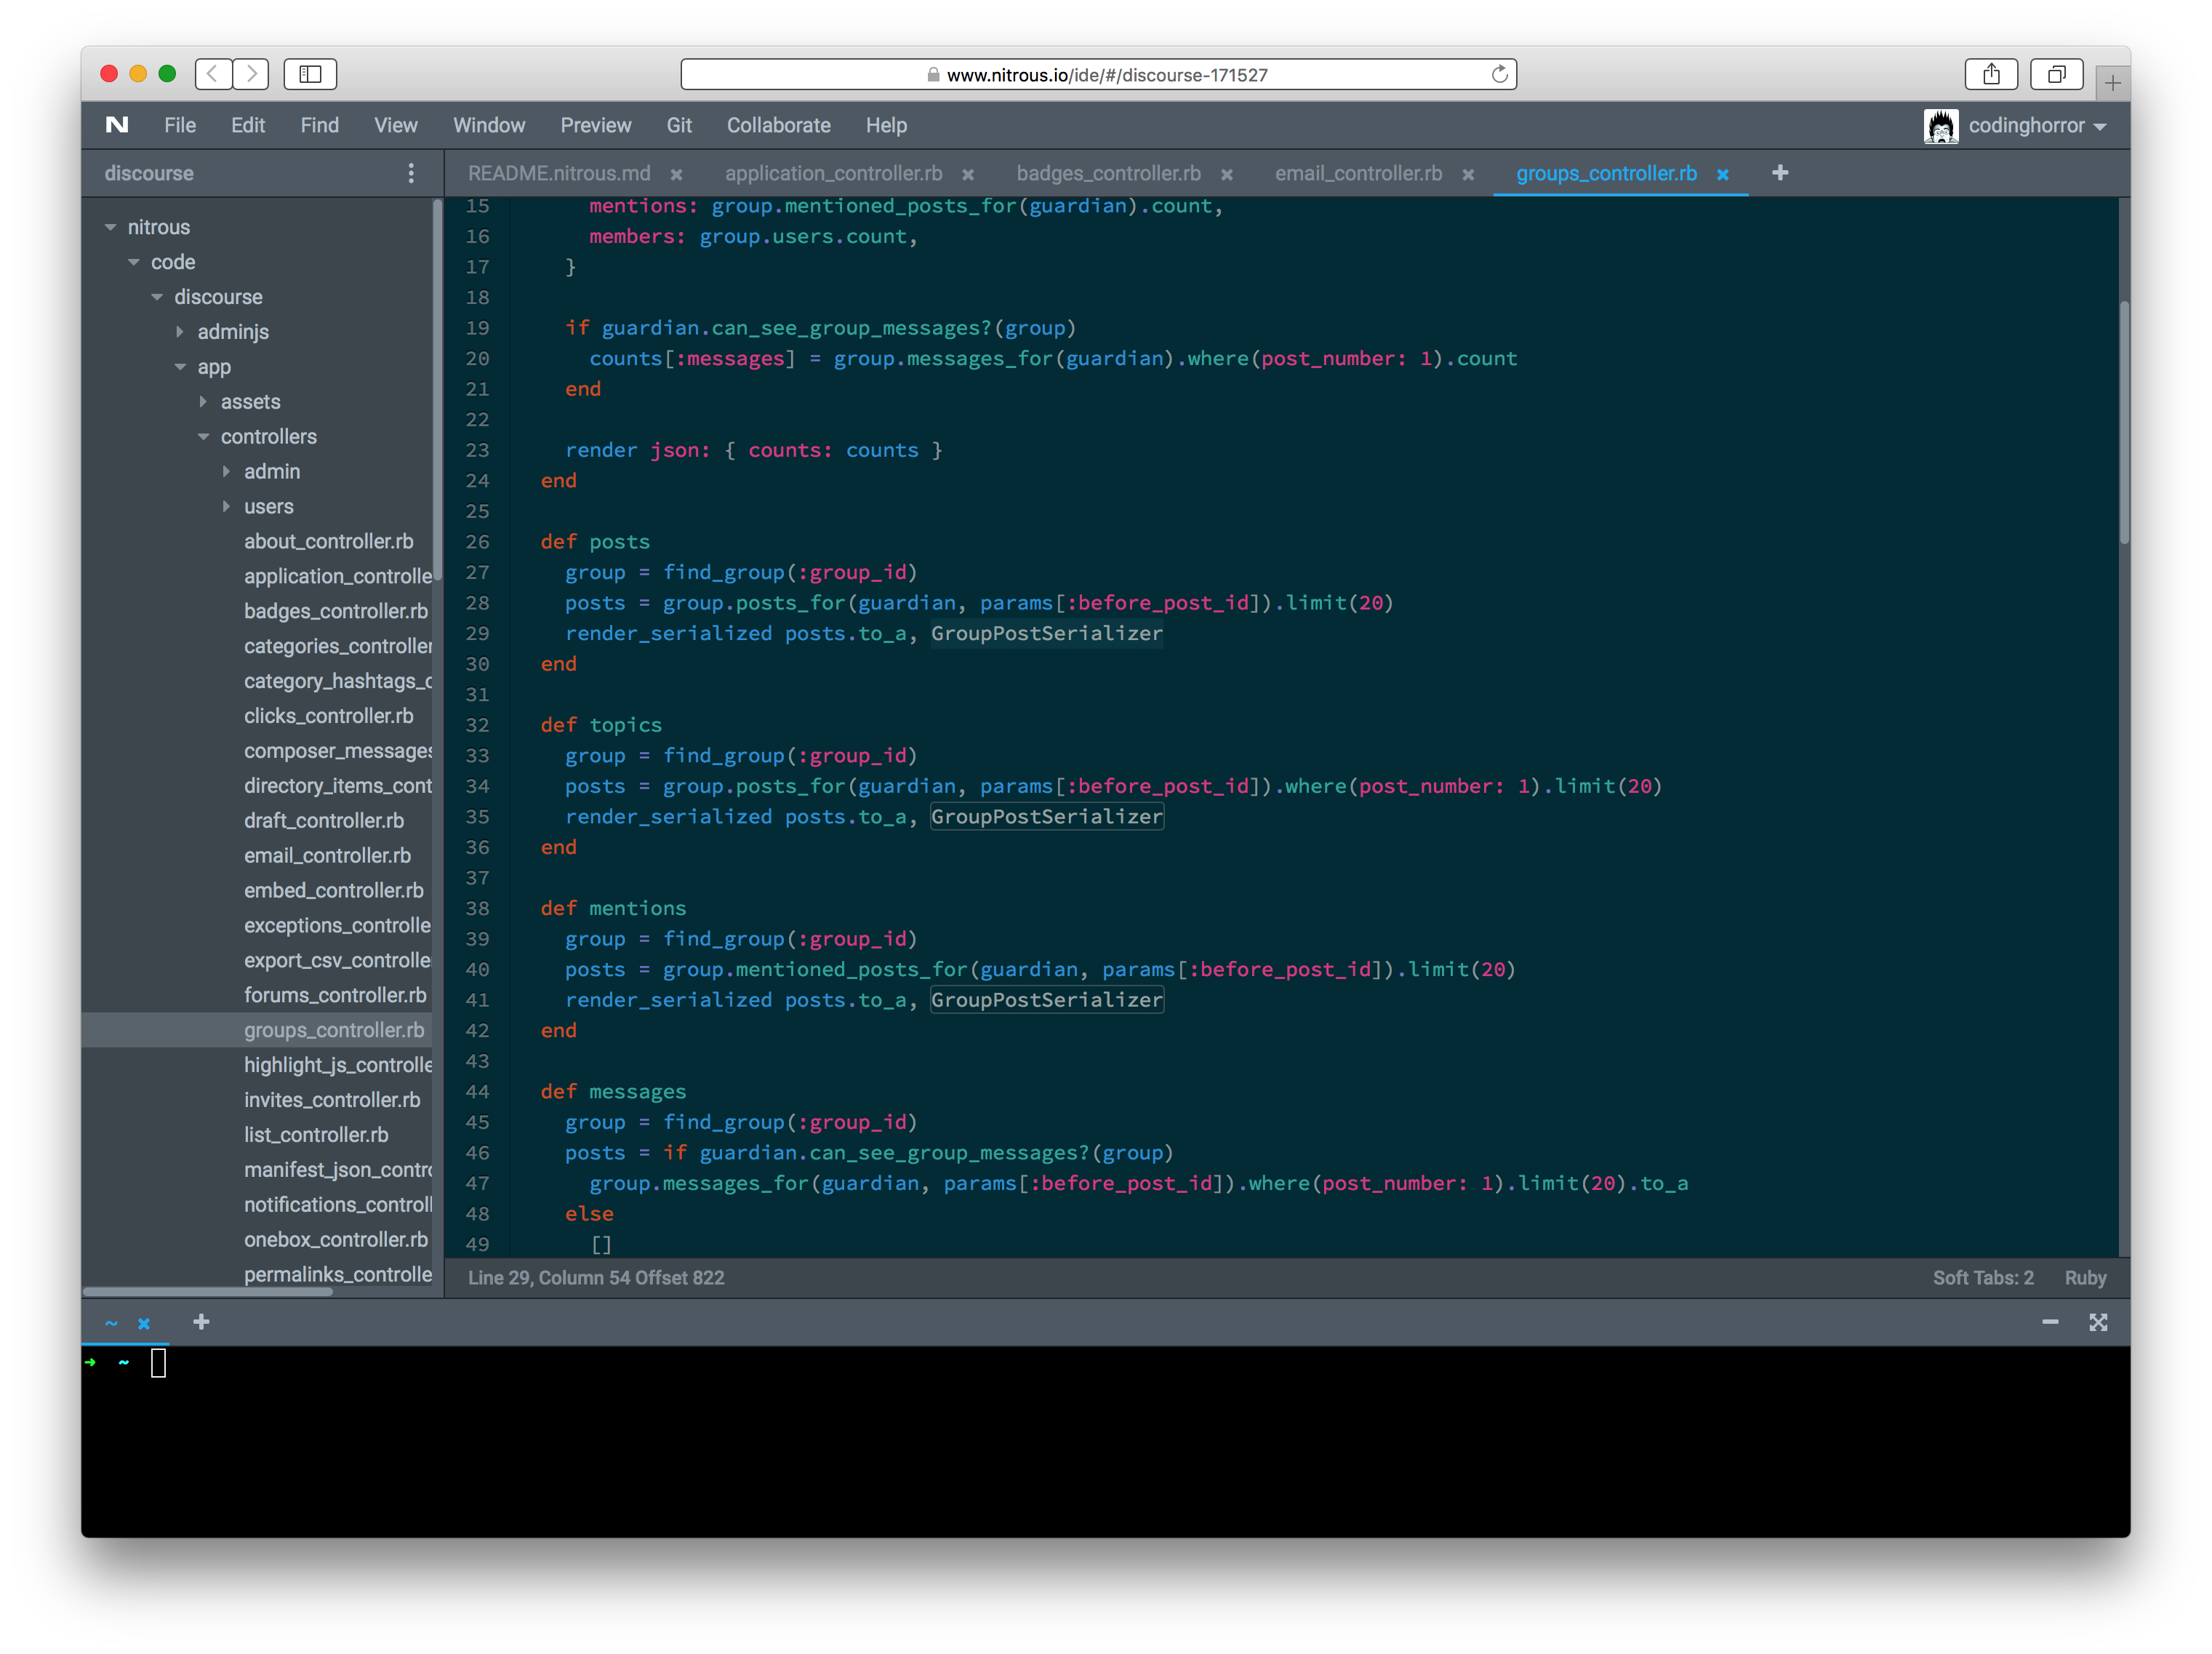 www.nitrous.io/ide/#/discourse-171527
N File Edit Find View Window Preview Git Collaborate Help codinghorror
discourse
README.nitrous.md application_controller.rb badges_controller.rb email_controller.rb groups_controller.rb
nitrous
code
discourse
adminjs
app
assets
controllers
admin
users
about_controller.rb
application_controlle
badges_controller.rb
categories_controller
category_hashtags_c
clicks_controller.rb
composer_messages
directory_items_cont
draft_controller.rb
email_controller.rb
embed_controller.rb
exceptions_controlle
export_csv_controlle
forums_controller.rb
groups_controller.rb
highlight_js_controlle
invites_controller.rb
list_controller.rb
manifest_json_contro
notifications_controll
onebox_controller.rb
permalinks_controlle
15 mentions: group.mentioned_posts_for(guardian).count,
16 members: group.users.count,
17 }
18
19 if guardian.can_see_group_messages?(group)
20 counts[:messages] = group.messages_for(guardian).where(post_number: 1).count
21 end
22
23 render json: { counts: counts }
24 end
25
26 def posts
27 group = find_group(:group_id)
28 posts = group.posts_for(guardian, params[:before_post_id]).limit(20)
29 render_serialized posts.to_a, GroupPostSerializer
30 end
31
32 def topics
33 group = find_group(:group_id)
34 posts = group.posts_for(guardian, params[:before_post_id]).where(post_number: 1).limit(20)
35 render_serialized posts.to_a, GroupPostSerializer
36 end
37
38 def mentions
39 group = find_group(:group_id)
40 posts = group.mentioned_posts_for(guardian, params[:before_post_id]).limit(20)
41 render_serialized posts.to_a, GroupPostSerializer
42 end
43
44 def messages
45 group = find_group(:group_id)
46 posts = if guardian.can_see_group_messages?(group)
47 group.messages_for(guardian, params[:before_post_id]).where(post_number: 1).limit(20).to_a
48 else
49 []
Line 29, Column 54 Offset 822 Soft Tabs: 2 Ruby
~
➜ ~